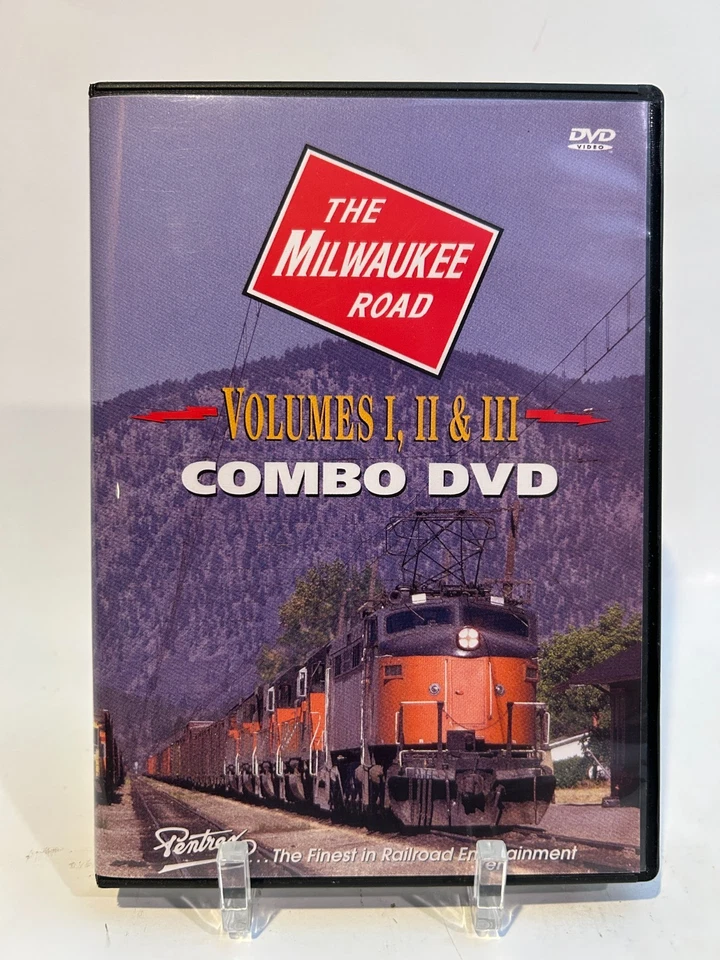 DVD
VIDEO
THE
MILWAUKEE
ROAD
VOLUMES I, II & III
COMBO DVD
Pentrex
...The Finest in Railroad Entertainment